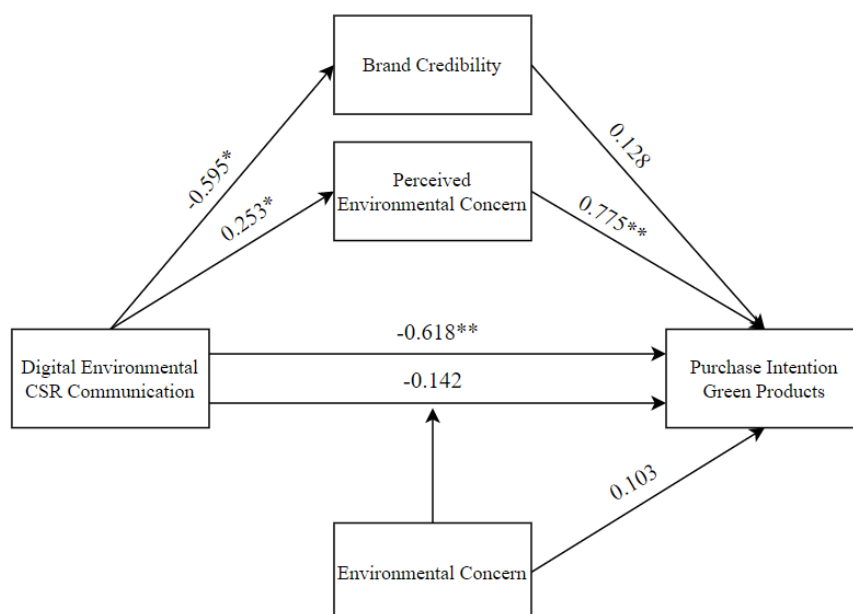 Brand Credibility
-0.595*
0.128
Perceived
Environmental Concern
0.253*
0.775**
Digital Environmental
CSR Communication
-0.618**
-0.142
Purchase Intention
Green Products
0.103
Environmental Concern